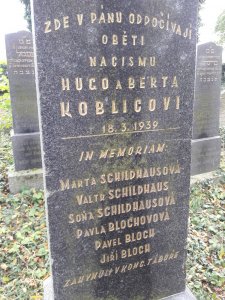 ZDE V PÁNU ODPOČÍVAJÍ
OBĚTI
NACISMU
HUGO A BERTA
KOBLICOVI
18. 3. 1939
IN MEMORIAM:
MARTA SCHILDHAUSOVÁ
VALTR SCHILDHAUS
SOŇA SCHILDHAUSOVÁ
PAVLA BLOCHOVOVÁ
PAVEL BLOCH
JIŘÍ BLOCH
ZAHYNULI V KONC. TÁBOŘE